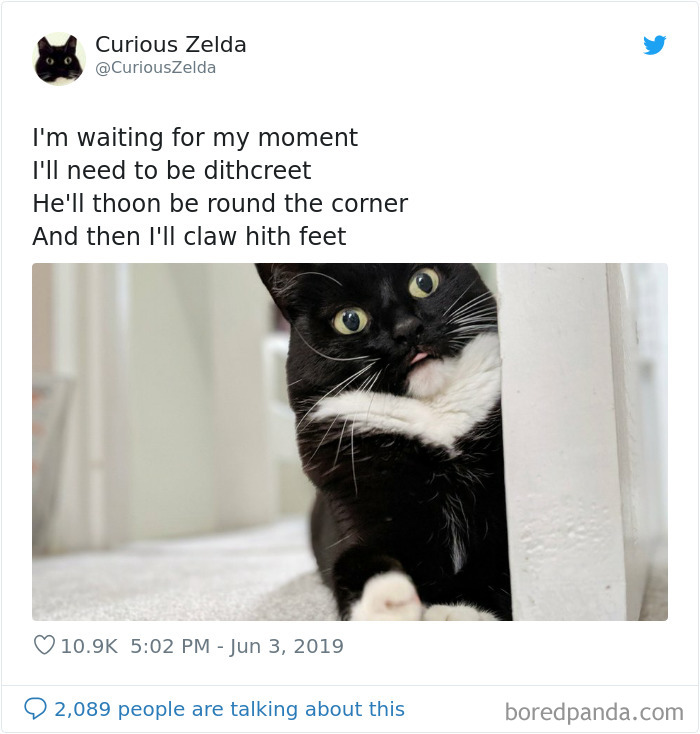 Curious Zelda
@CuriousZelda
I'm waiting for my moment
I'll need to be dithcreet
He'll thoon be round the corner
And then I'll claw hith feet
10.9K 5:02 PM - Jun 3, 2019
2,089 people are talking about this
boredpanda.com